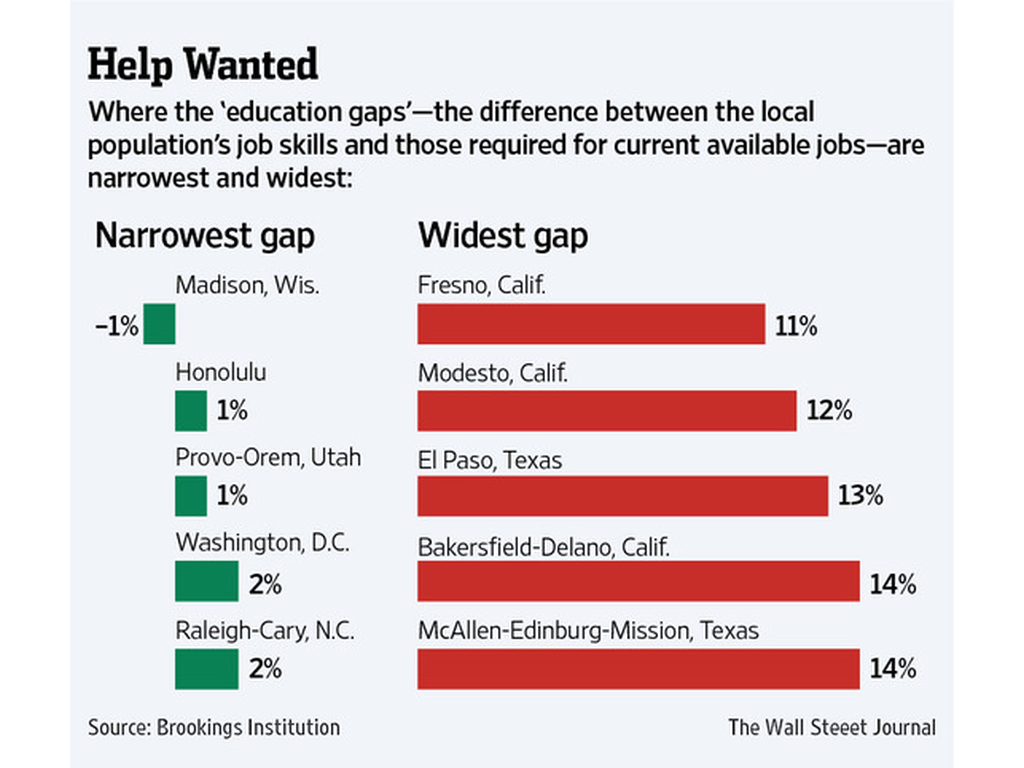 Help Wanted
Where the ‘education gaps’—the difference between the local
population’s job skills and those required for current available jobs—are
narrowest and widest:
Narrowest gap
Madison, Wis.
–1%
Honolulu
1%
Provo-Orem, Utah
1%
Washington, D.C.
2%
Raleigh-Cary, N.C.
2%
Widest gap
Fresno, Calif.
11%
Modesto, Calif.
12%
El Paso, Texas
13%
Bakersfield-Delano, Calif.
14%
McAllen-Edinburg-Mission, Texas
14%
Source: Brookings Institution
The Wall Steeet Journal